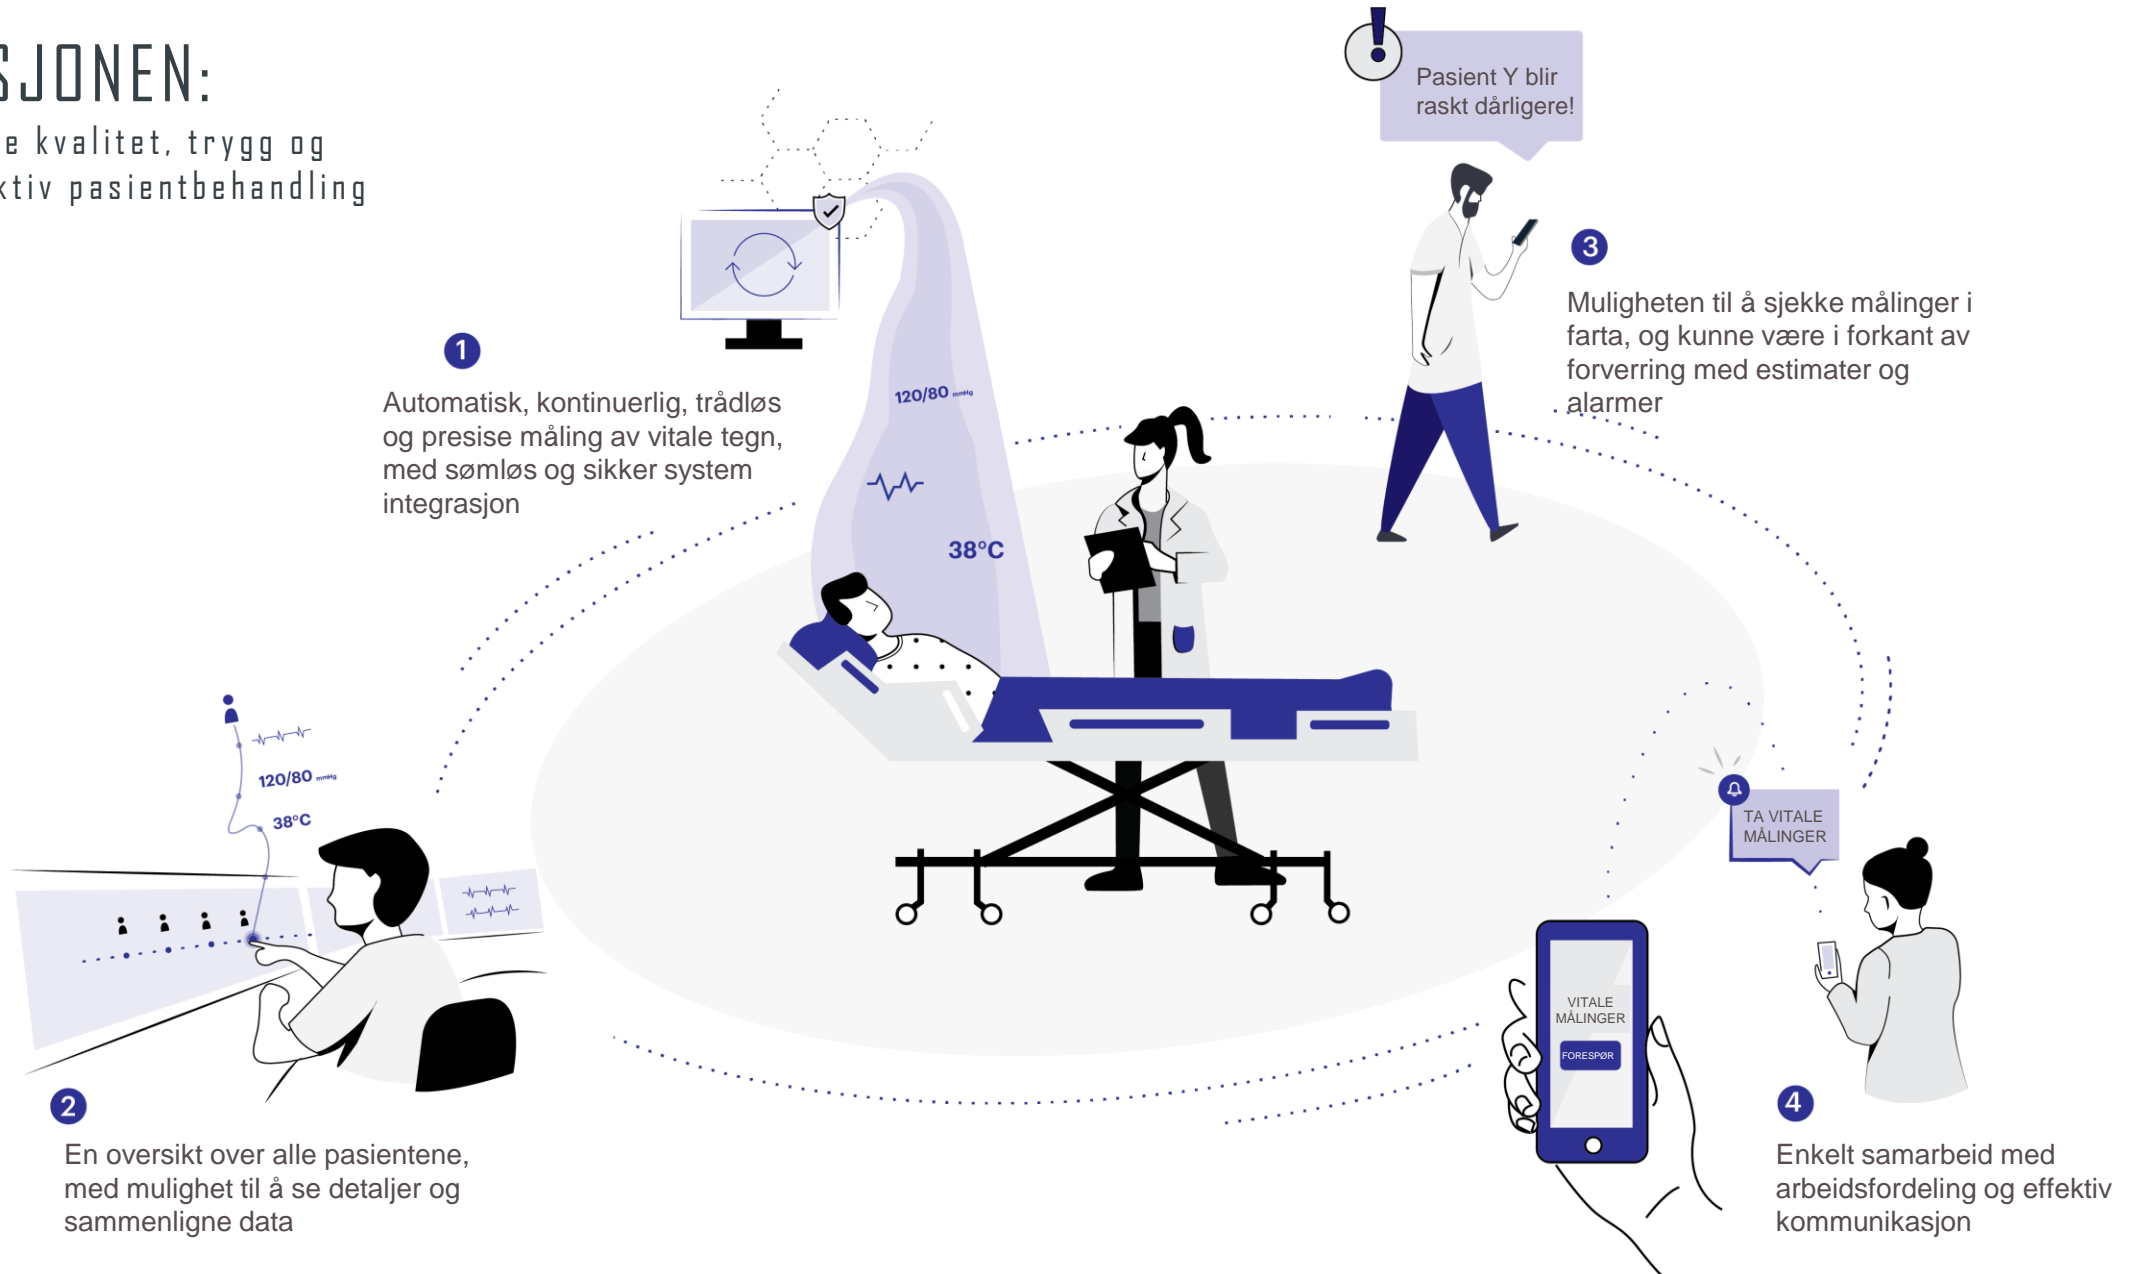 SJONEN:
e kvalitet, trygg og
ktiv pasientbehandling
Pasient Y blir
raskt dårligere!
3
Muligheten til å sjekke målinger i
farta, og kunne være i forkant av
forverring med estimater og
alarmer
1
Automatisk, kontinuerlig, trådløs
og presise måling av vitale tegn,
med sømløs og sikker system
integrasjon
120/80 mmHg
38°C
120/80 mmHg
38°C
TA VITALE
MÅLINGER
VITALE
MÅLINGER
FORESPØR
2
En oversikt over alle pasientene,
med mulighet til å se detaljer og
sammenligne data
4
Enkelt samarbeid med
arbeidsfordeling og effektiv
kommunikasjon